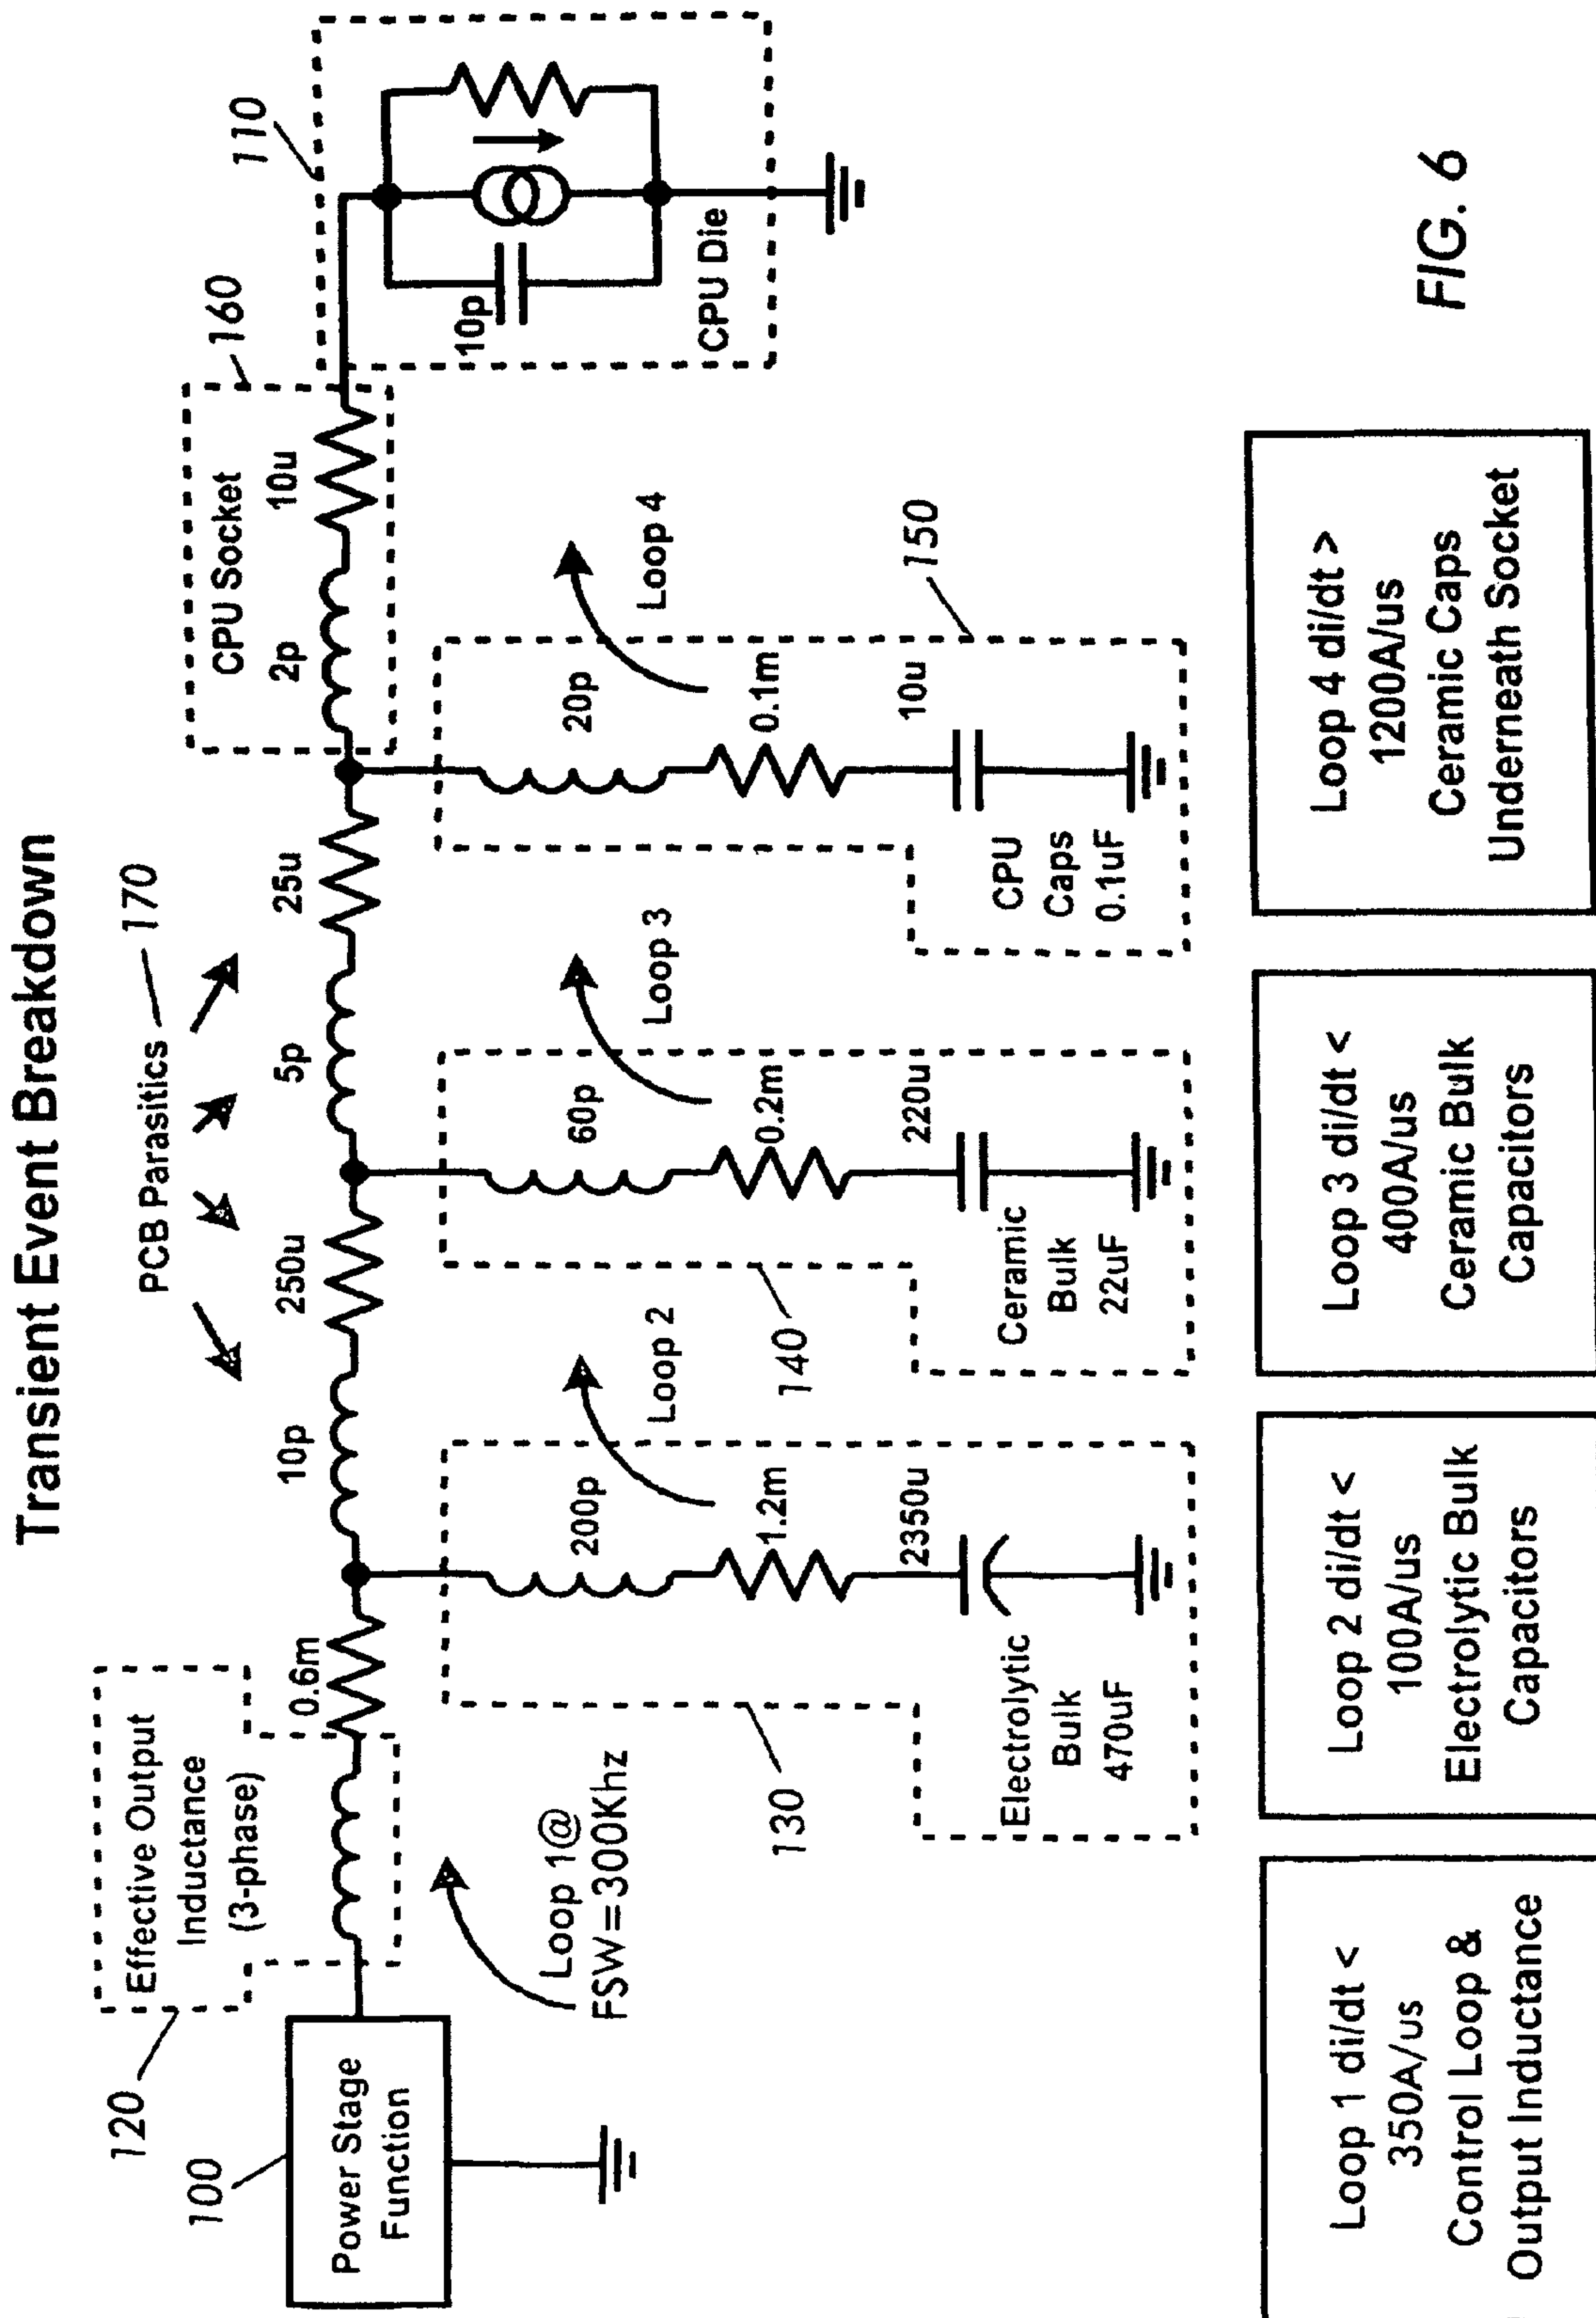 Transient Event Breakdown
PCB Parasitics
170
120
Effective Output
Inductance
(3-phase)
100
Power Stage
Function
0.6m
10p
250u
5p
25u
160
CPU Socket
2p
10u
110
10p
CPU Die
Loop 1@
FSW=300Khz
Loop 2
Loop 3
Loop 4
130
200p
1.2m
2350u
Electrolytic
Bulk
470uF
140
60p
0.2m
220u
Ceramic
Bulk
22uF
150
20p
0.1m
10u
CPU
Caps
0.1uF
Loop 1 di/dt <
350A/us
Control Loop &
Output Inductance
Loop 2 di/dt <
100A/us
Electrolytic Bulk
Capacitors
Loop 3 di/dt <
400A/us
Ceramic Bulk
Capacitors
Loop 4 di/dt >
1200A/us
Ceramic Caps
Underneath Socket
FIG. 6